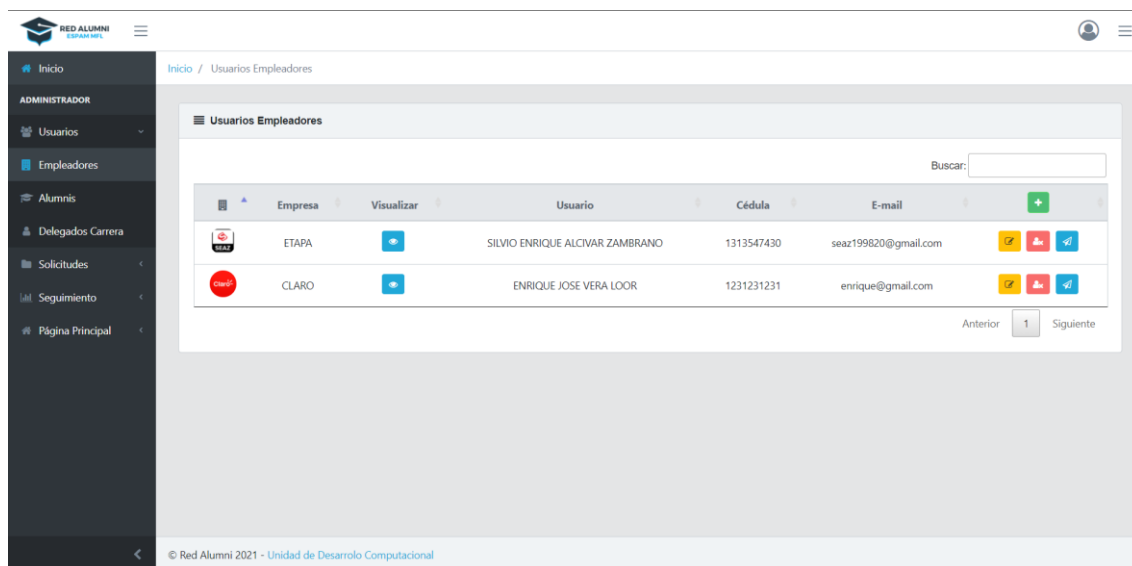 RED ALUMNI
ESPAM MFL
Inicio
Inicio / Usuarios Empleadores
ADMINISTRADOR
Usuarios Empleadores
Usuarios
Empleadores
Buscar:
Alumnis
Empresa Visualizar Usuario Cédula E-mail
Delegados Carrera
SEAZ ETAPA SILVIO ENRIQUE ALCIVAR ZAMBRANO 1313547430 seaz199820@gmail.com
Solicitudes
Claro CLARO ENRIQUE JOSE VERA LOOR 1231231231 enrique@gmail.com
Seguimiento
Anterior 1 Siguiente
Página Principal
© Red Alumni 2021 - Unidad de Desarrolo Computacional